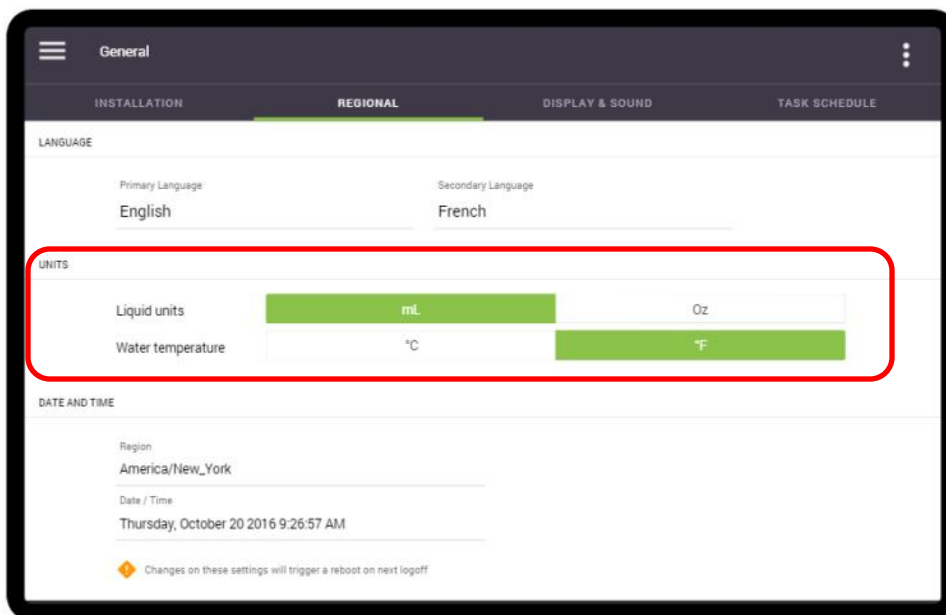 General
INSTALLATION REGIONAL DISPLAY & SOUND TASK SCHEDULE
LANGUAGE
Primary Language Secondary Language
English French
UNITS
Liquid units mL Oz
Water temperature °C °F
DATE AND TIME
Region
America/New_York
Date / Time
Thursday, October 20 2016 9:26:57 AM
Changes on these settings will trigger a reboot on next logoff